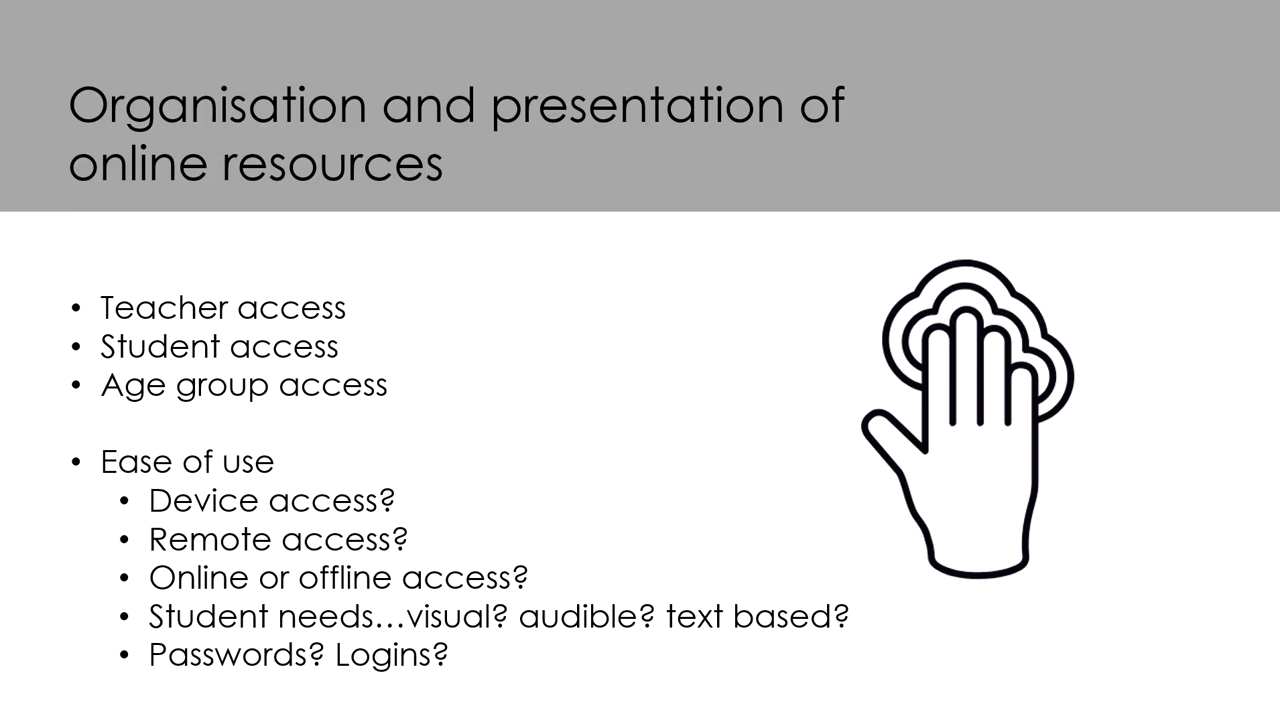 Organisation and presentation of
online resources
• Teacher access
• Student access
• Age group access
• Ease of use
• Device access?
• Remote access?
• Online or offline access?
• Student needs…visual? audible? text based?
• Passwords? Logins?